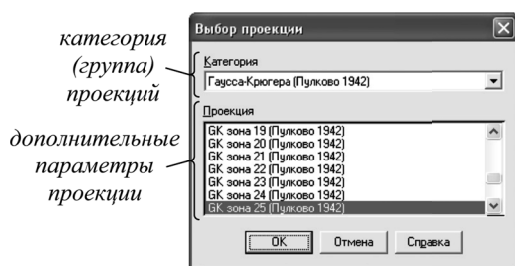 категория
(группа)
проекций
дополнительные
параметры
проекции
Выбор проекции
Категория
Гаусса-Крюгера (Пулково 1942)
Проекция
GK зона 19 (Пулково 1942)
GK зона 20 (Пулково 1942)
GK зона 21 (Пулково 1942)
GK зона 22 (Пулково 1942)
GK зона 23 (Пулково 1942)
GK зона 24 (Пулково 1942)
GK зона 25 (Пулково 1942)
OK
Отмена
Справка